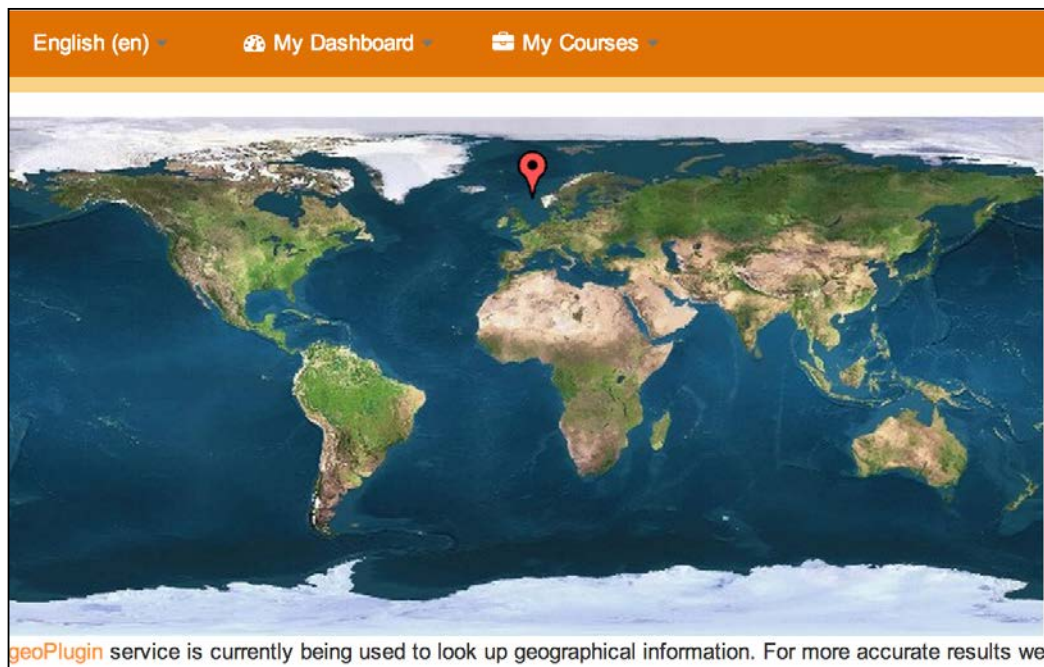 English (en) My Dashboard My Courses
geoPlugin service is currently being used to look up geographical information. For more accurate results we